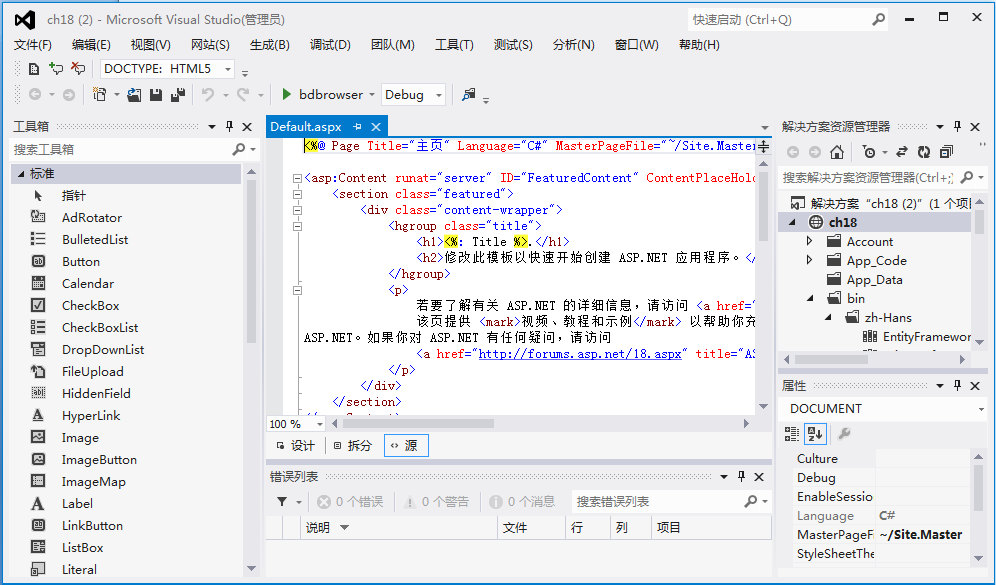 ch18 (2) - Microsoft Visual Studio(管理员)
快速启动 (Ctrl+Q)
文件(F) 编辑(E) 视图(V) 网站(S) 生成(B) 调试(D) 团队(M) 工具(T) 测试(S) 分析(N) 窗口(W) 帮助(H)
DOCTYPE: HTML5
bdbrowser Debug
工具箱
搜索工具箱
标准
指针
AdRotator
BulletedList
Button
Calendar
CheckBox
CheckBoxList
DropDownList
FileUpload
HiddenField
HyperLink
Image
ImageButton
ImageMap
Label
LinkButton
ListBox
Literal
Default.aspx
<%@ Page Title="主页" Language="C#" MasterPageFile="~/Site.Master
<asp:Content runat="server" ID="FeaturedContent" ContentPlaceHol
<section class="featured">
<div class="content-wrapper">
<hgroup class="title">
<h1><%: Title %>.</h1>
<h2>修改此模板以快速开始创建 ASP.NET 应用程序。</
</hgroup>
<p>
若要了解有关 ASP.NET 的详细信息，请访问 <a href="
该页提供 <mark>视频、教程和示例</mark> 以帮助你充
ASP.NET。如果你对 ASP.NET 有任何疑问，请访问
<a href="http://forums.asp.net/18.aspx" title="AS
</p>
</div>
</section>
100 %
设计 拆分 源
错误列表
0 个错误 0 个警告 0 个消息 搜索错误列表
说明 文件 行 列 项目
解决方案资源管理器
搜索解决方案资源管理器(Ctrl+;)
解决方案 "ch18 (2)" (1 个项目
ch18
Account
App_Code
App_Data
bin
zh-Hans
EntityFramewor
属性
DOCUMENT
Culture
Debug
EnableSessio
Language C#
MasterPageF ~/Site.Master
StyleSheetThe